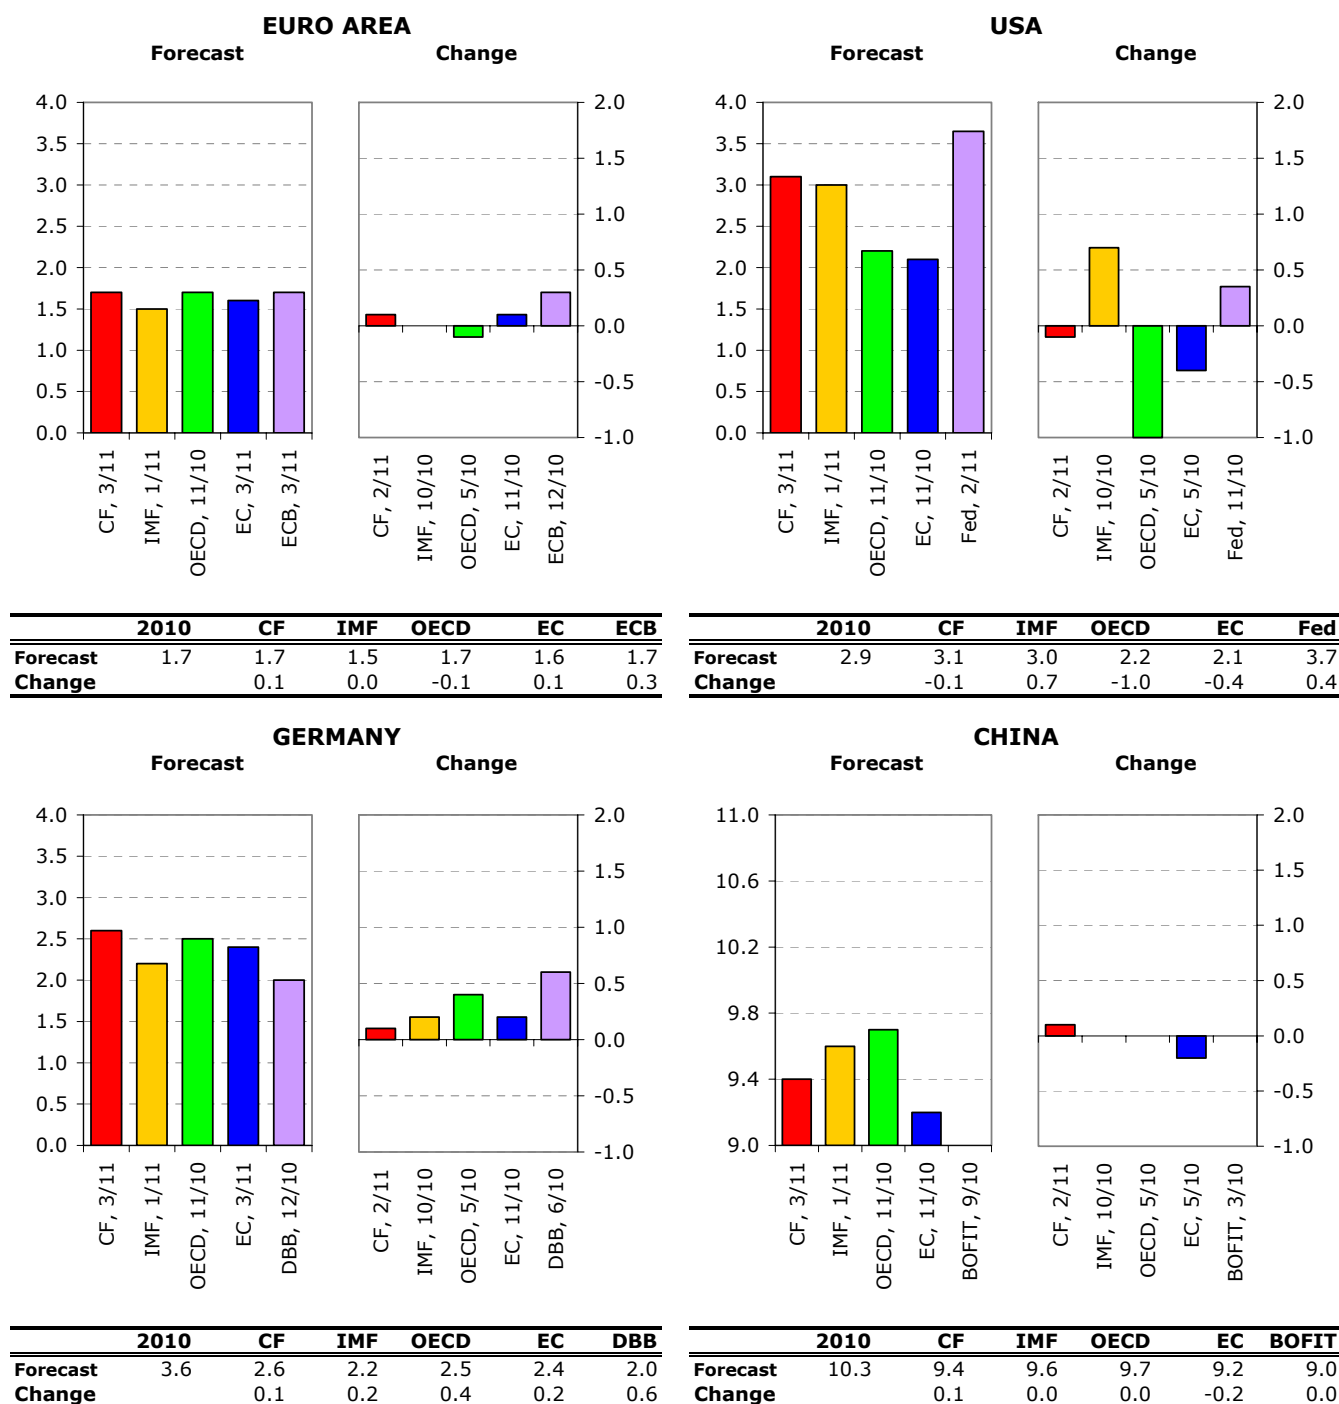 EURO AREA
Forecast Change
4.0
3.5
3.0
2.5
2.0
1.5
1.0
0.5
0.0
2.0
1.5
1.0
0.5
0.0
-0.5
-1.0
CF, 3/11
IMF, 1/11
OECD, 11/10
EC, 3/11
ECB, 3/11
CF, 2/11
IMF, 10/10
OECD, 5/10
EC, 11/10
ECB, 12/10
2010 CF IMF OECD EC ECB
Forecast 1.7 1.7 1.5 1.7 1.6 1.7
Change 0.1 0.0 -0.1 0.1 0.3
USA
Forecast Change
4.0
3.5
3.0
2.5
2.0
1.5
1.0
0.5
0.0
2.0
1.5
1.0
0.5
0.0
-0.5
-1.0
CF, 3/11
IMF, 1/11
OECD, 11/10
EC, 11/10
Fed, 2/11
CF, 2/11
IMF, 10/10
OECD, 5/10
EC, 5/10
Fed, 11/10
2010 CF IMF OECD EC Fed
Forecast 2.9 3.1 3.0 2.2 2.1 3.7
Change -0.1 0.7 -1.0 -0.4 0.4
GERMANY
Forecast Change
4.0
3.5
3.0
2.5
2.0
1.5
1.0
0.5
0.0
2.0
1.5
1.0
0.5
0.0
-0.5
-1.0
CF, 3/11
IMF, 1/11
OECD, 11/10
EC, 3/11
DBB, 12/10
CF, 2/11
IMF, 10/10
OECD, 5/10
EC, 11/10
DBB, 6/10
2010 CF IMF OECD EC DBB
Forecast 3.6 2.6 2.2 2.5 2.4 2.0
Change 0.1 0.2 0.4 0.2 0.6
CHINA
Forecast Change
11.0
10.6
10.2
9.8
9.4
9.0
2.0
1.5
1.0
0.5
0.0
-0.5
-1.0
CF, 3/11
IMF, 1/11
OECD, 11/10
EC, 11/10
BOFIT, 9/10
CF, 2/11
IMF, 10/10
OECD, 5/10
EC, 5/10
BOFIT, 3/10
2010 CF IMF OECD EC BOFIT
Forecast 10.3 9.4 9.6 9.7 9.2 9.0
Change 0.1 0.0 0.0 -0.2 0.0